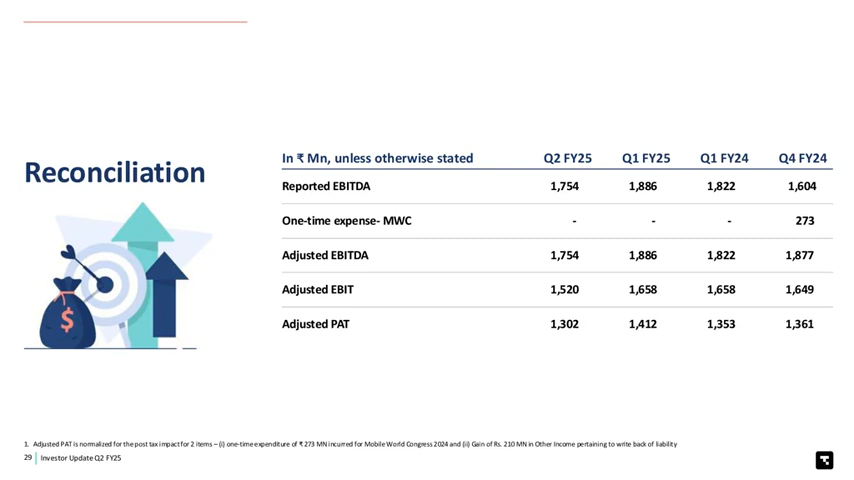 Reconciliation
In ₹ Mn, unless otherwise stated Q2 FY25 Q1 FY25 Q1 FY24 Q4 FY24
Reported EBITDA 1,754 1,886 1,822 1,604
One-time expense- MWC - - - 273
Adjusted EBITDA 1,754 1,886 1,822 1,877
Adjusted EBIT 1,520 1,658 1,658 1,649
Adjusted PAT 1,302 1,412 1,353 1,361
$
1. Adjusted PAT is normalized for the post tax impact for 2 items – (i) one-time expenditure of ₹ 273 MN incurred for Mobile World Congress 2024 and (ii) Gain of Rs. 210 MN in Other Income pertaining to write back of liability
29 Investor Update Q2 FY25